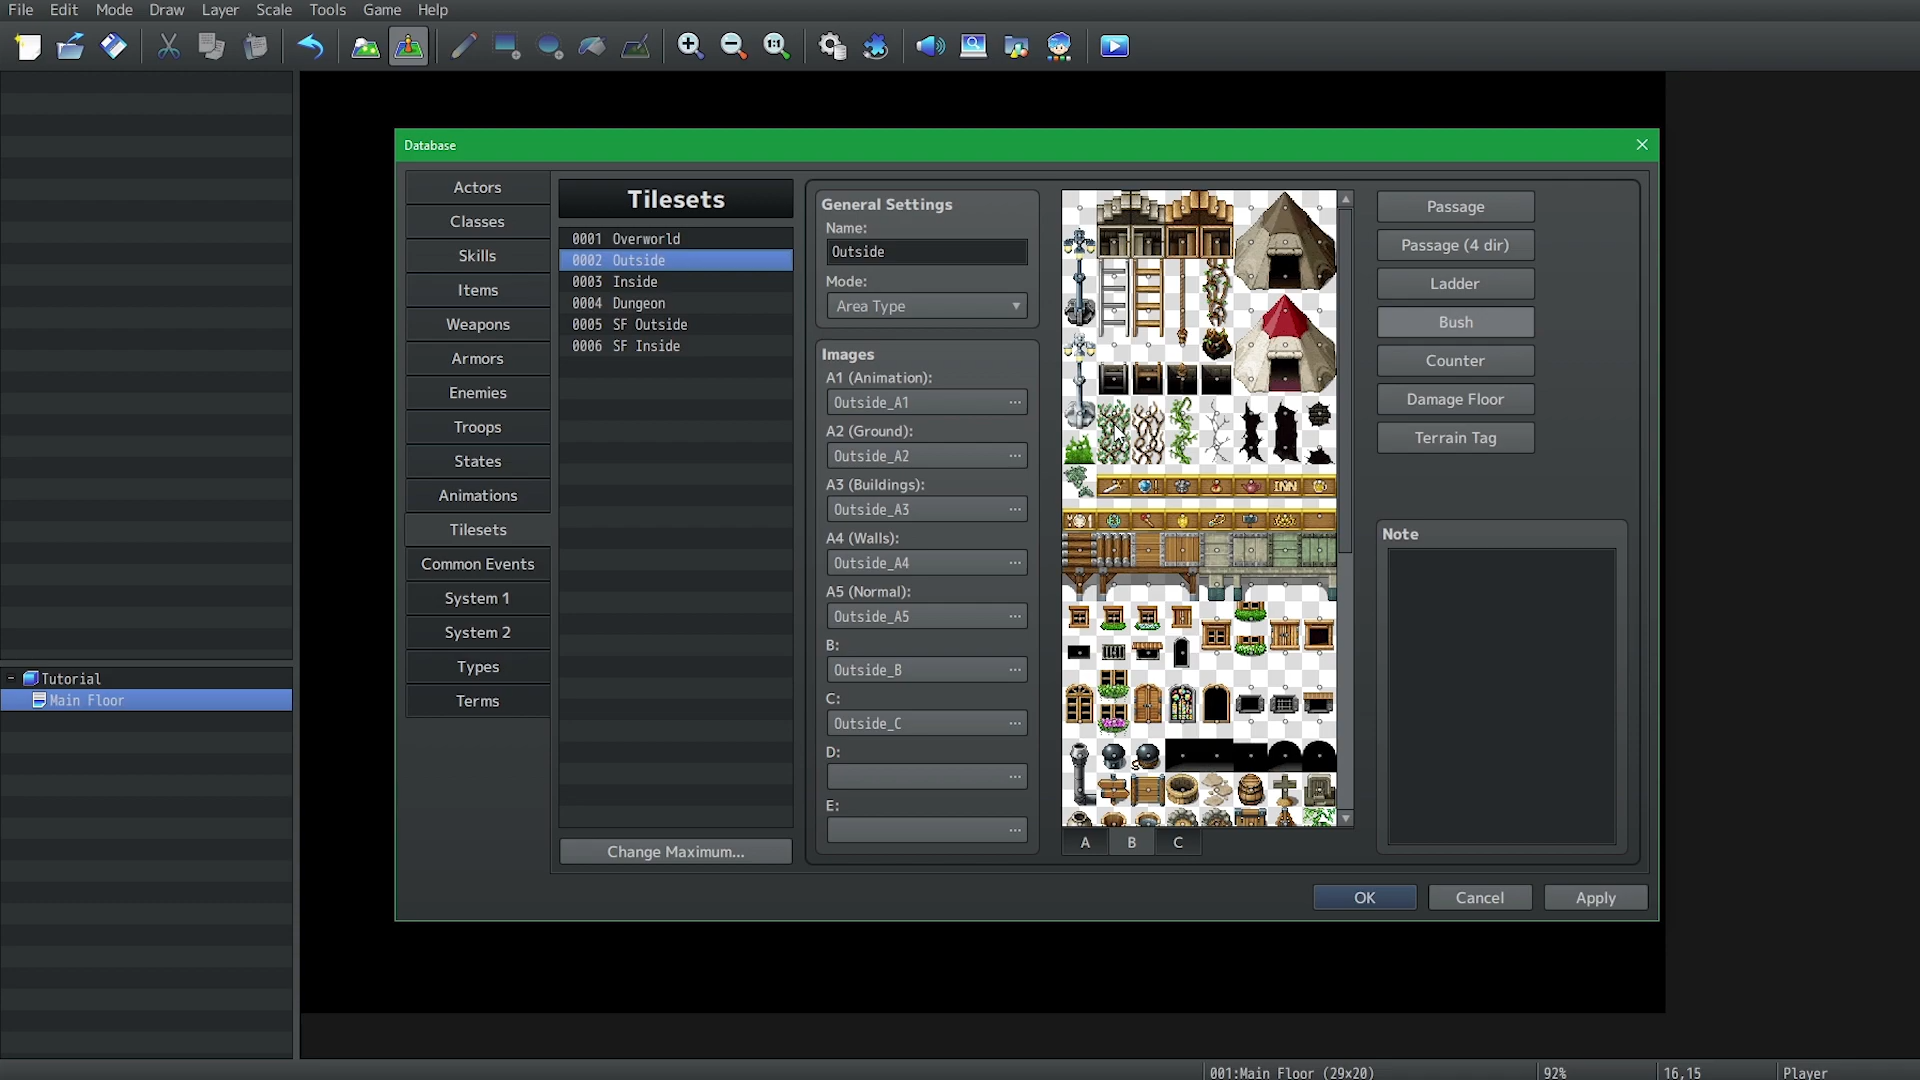 File Edit Mode Draw Layer Scale Tools Game Help
Database
Actors
Classes
Skills
Items
Weapons
Armors
Enemies
Troops
States
Animations
Tilesets
Common Events
System 1
System 2
Types
Terms
Tilesets
0001 Overworld
0002 Outside
0003 Inside
0004 Dungeon
0005 SF Outside
0006 SF Inside
Change Maximum...
General Settings
Name:
Outside
Mode:
Area Type
Images
A1 (Animation):
Outside_A1 ...
A2 (Ground):
Outside_A2 ...
A3 (Buildings):
Outside_A3 ...
A4 (Walls):
Outside_A4 ...
A5 (Normal):
Outside_A5 ...
B:
Outside_B ...
C:
Outside_C ...
D:
...
E:
...
INN
A B C
Passage
Passage (4 dir)
Ladder
Bush
Counter
Damage Floor
Terrain Tag
Note
OK Cancel Apply
Tutorial
Main Floor
1:1
001:Main Floor (29x20) 92% 16,15 Player